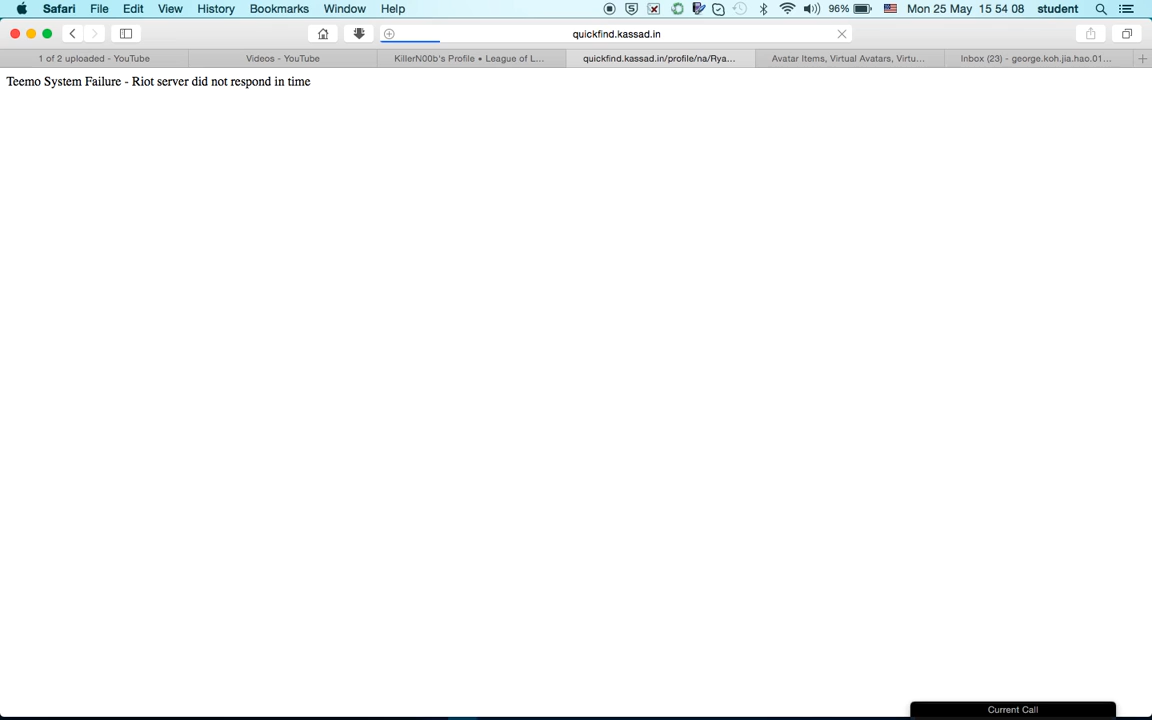 Safari File Edit View History Bookmarks Window Help 96% Mon 25 May 15 54 08 student
quickfind.kassad.in
1 of 2 uploaded - YouTube Videos - YouTube KillerN00b's Profile • League of L... quickfind.kassad.in/profile/na/Rya... Avatar Items, Virtual Avatars, Virtu... Inbox (23) - george.koh.jia.hao.01...
Teemo System Failure - Riot server did not respond in time
Current Call